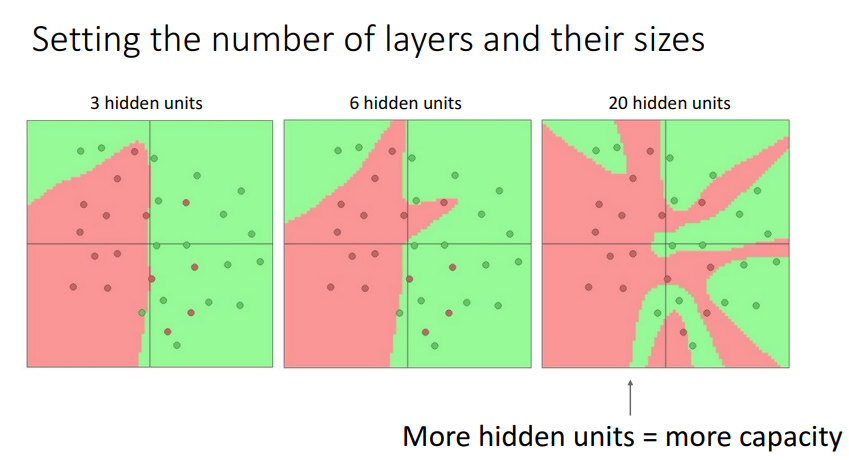 Setting the number of layers and their sizes
3 hidden units
6 hidden units
20 hidden units
More hidden units = more capacity